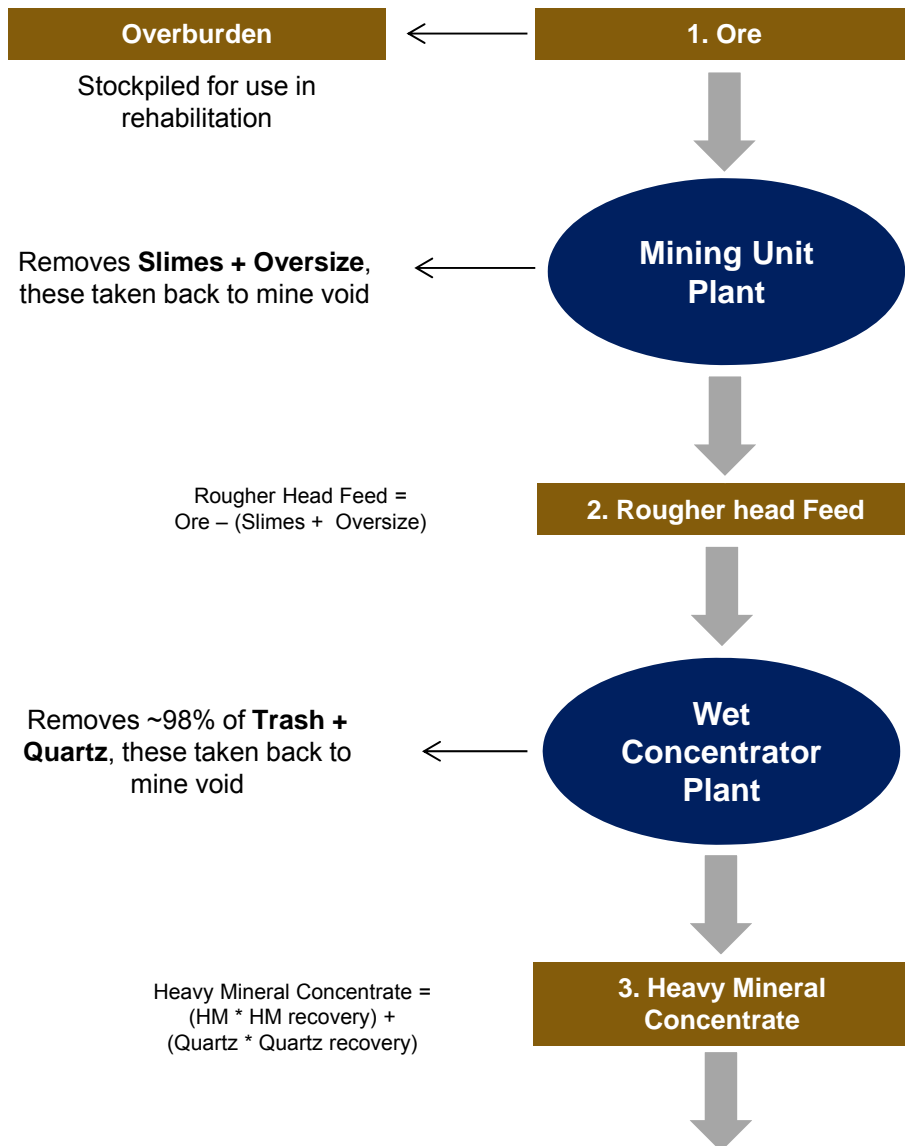 Overburden
1. Ore
Stockpiled for use in
rehabilitation
Removes Slimes + Oversize,
these taken back to mine void
Mining Unit
Plant
Rougher Head Feed =
Ore – (Slimes +  Oversize)
2. Rougher head Feed
Removes ~98% of Trash +
Quartz, these taken back to
mine void
Wet
Concentrator
Plant
Heavy Mineral Concentrate =
(HM * HM recovery) +
(Quartz * Quartz recovery)
3. Heavy Mineral
Concentrate